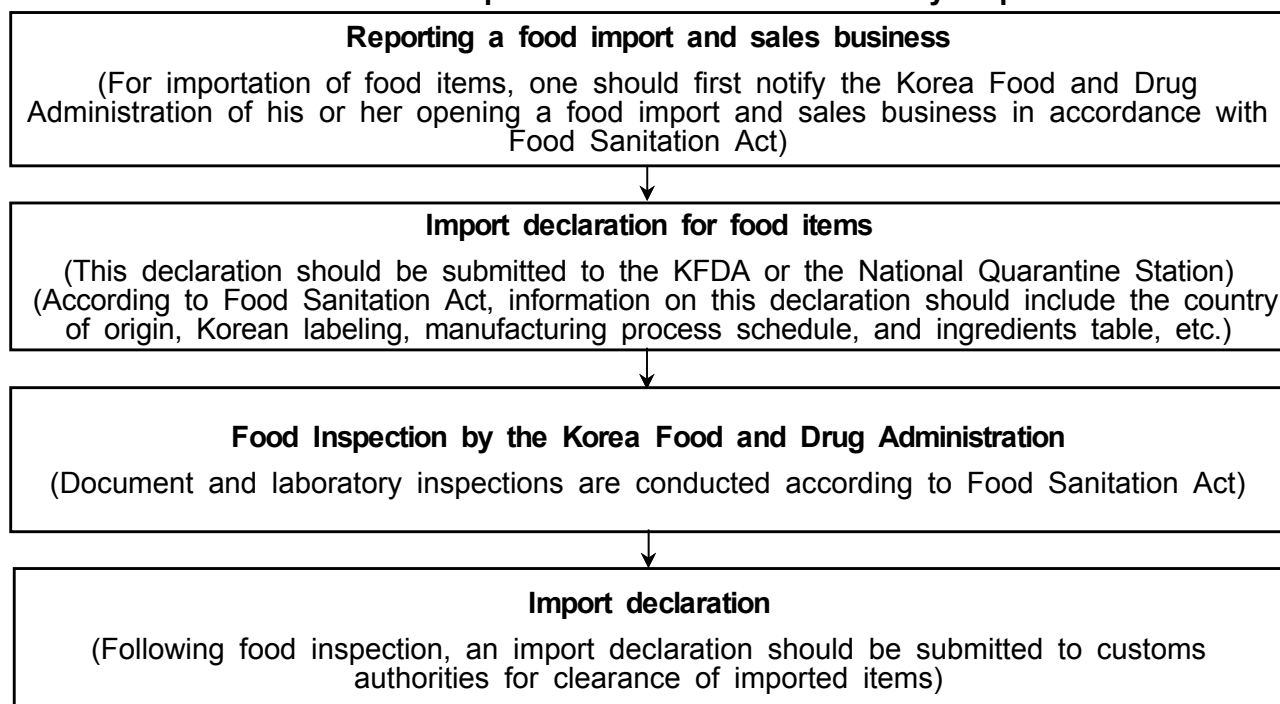 Reporting a food import and sales business
(For importation of food items, one should first notify the Korea Food and Drug
Administration of his or her opening a food import and sales business in accordance with
Food Sanitation Act)
Import declaration for food items
(This declaration should be submitted to the KFDA or the National Quarantine Station)
(According to Food Sanitation Act, information on this declaration should include the country
of origin, Korean labeling, manufacturing process schedule, and ingredients table, etc.)
Food Inspection by the Korea Food and Drug Administration
(Document and laboratory inspections are conducted according to Food Sanitation Act)
Import declaration
(Following food inspection, an import declaration should be submitted to customs
authorities for clearance of imported items)